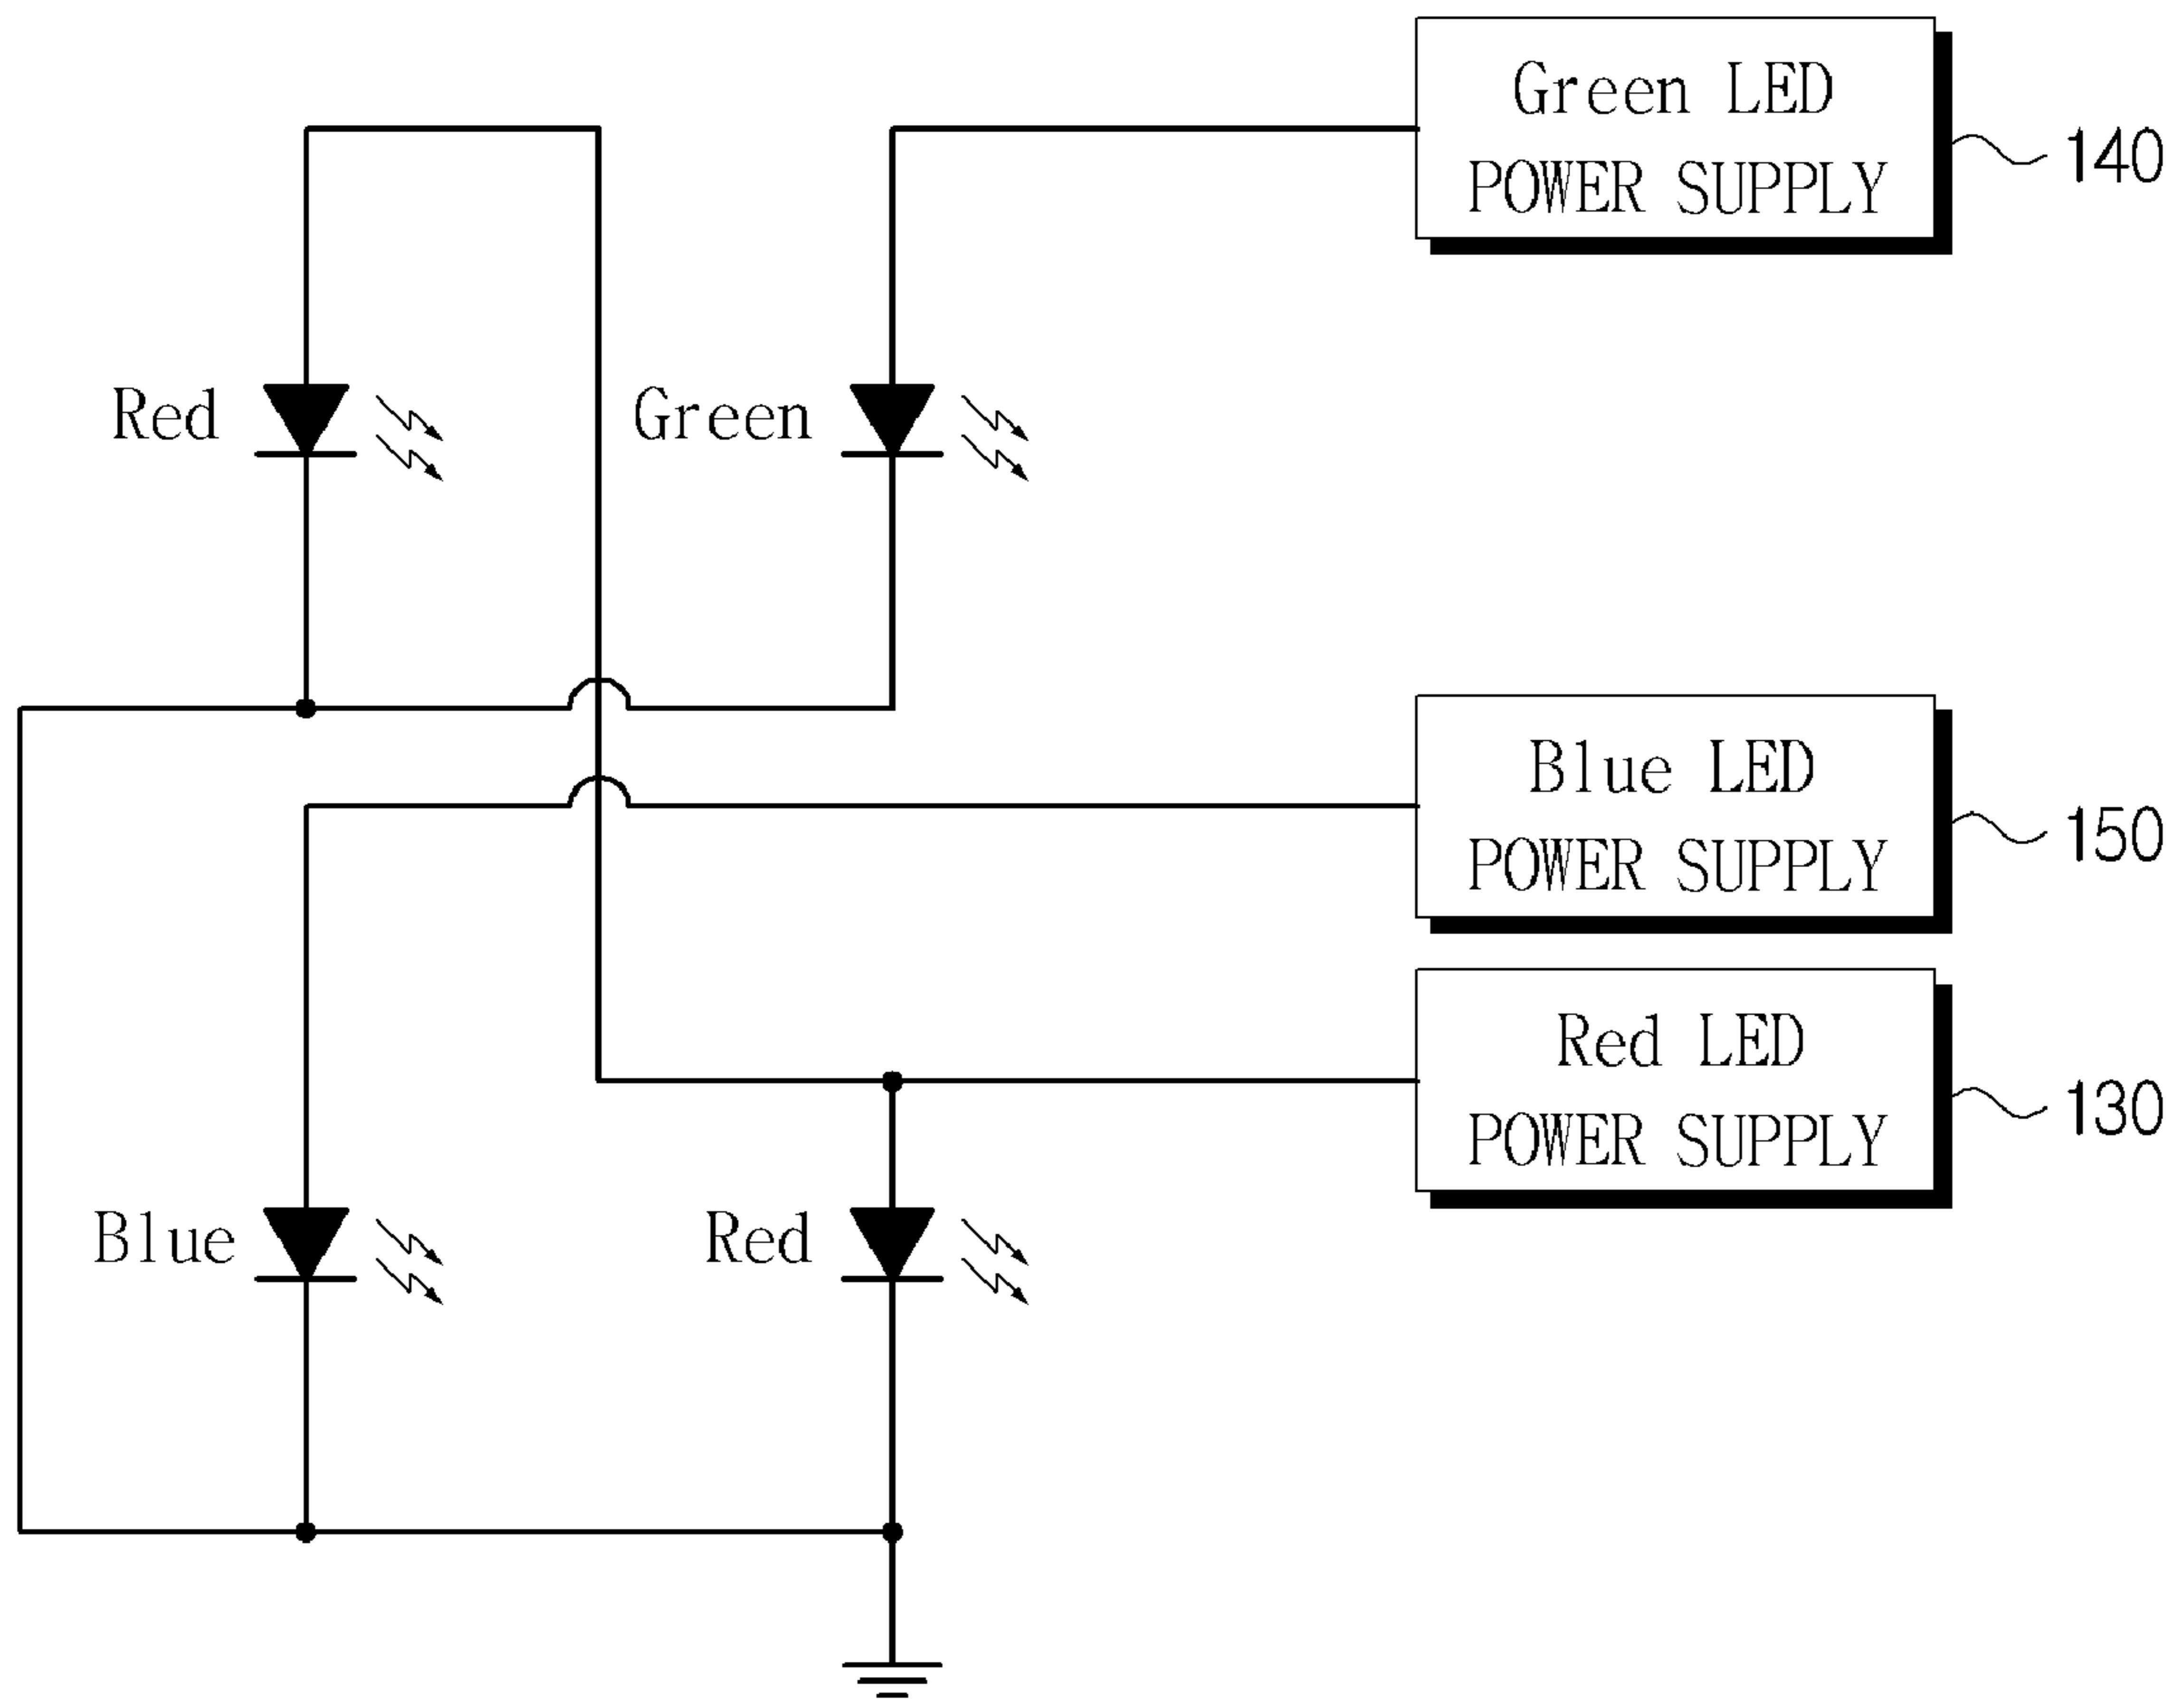 Green LED
POWER SUPPLY
140
Red
Green
Blue LED
POWER SUPPLY
150
Red LED
POWER SUPPLY
130
Blue
Red